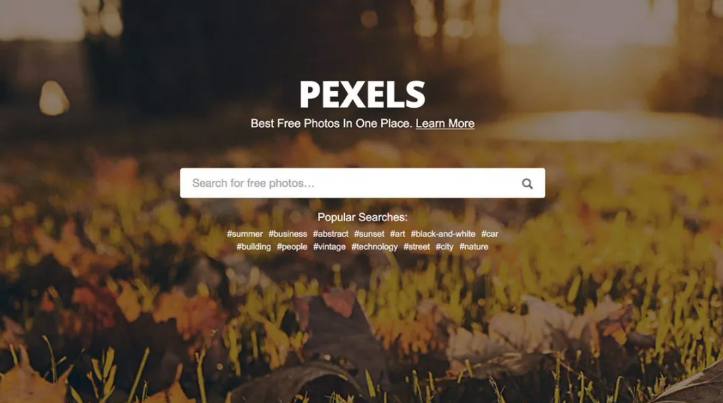 PEXELS
Best Free Photos In One Place. Learn More
Search for free photos...
Popular Searches:
#summer #business #abstract #sunset #art #black-and-white #car
#building #people #vintage #technology #street #city #nature